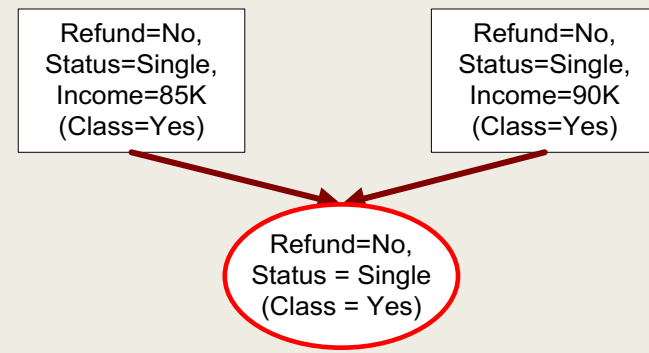 Refund=No,
Status=Single,
Income=85K
(Class=Yes)
Refund=No,
Status=Single,
Income=90K
(Class=Yes)
Refund=No,
Status = Single
(Class = Yes)